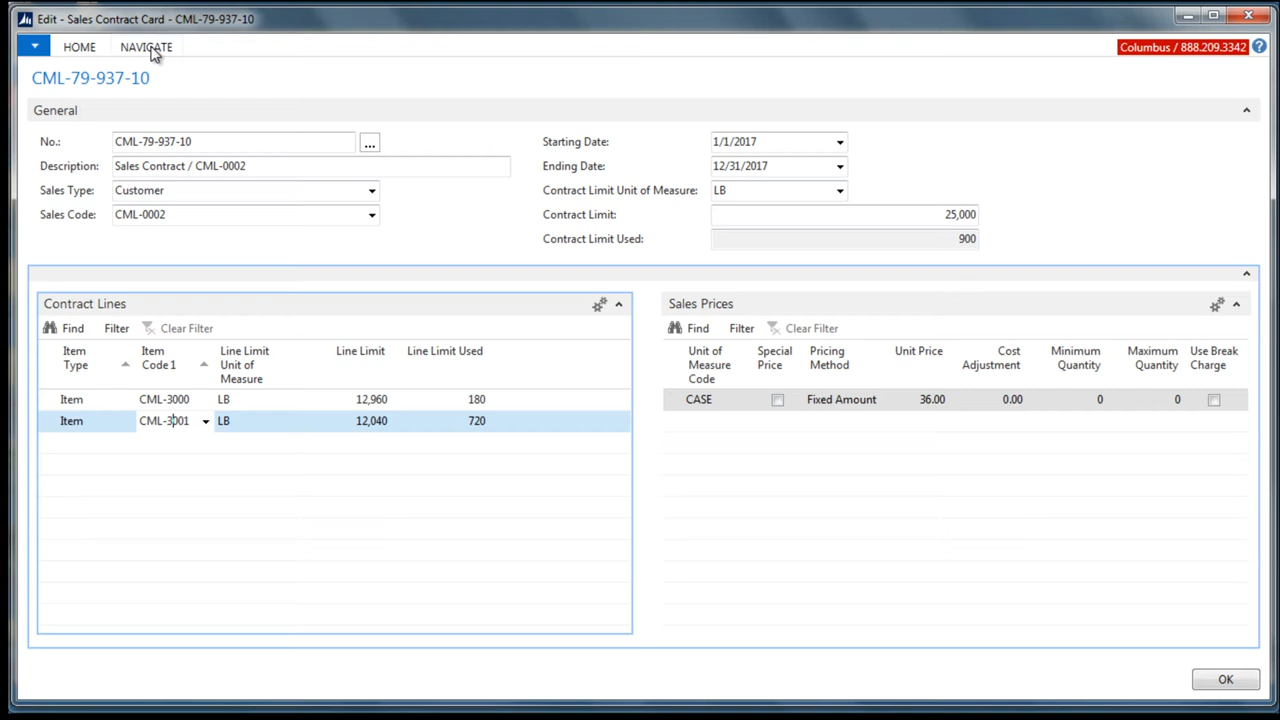 Edit - Sales Contract Card - CML-79-937-10
HOME NAVIGATE
Columbus / 888.209.3342 ?
CML-79-937-10
General
No.: CML-79-937-10 ...
Description: Sales Contract / CML-0002
Sales Type: Customer
Sales Code: CML-0002
Starting Date: 1/1/2017
Ending Date: 12/31/2017
Contract Limit Unit of Measure: LB
Contract Limit: 25,000
Contract Limit Used: 900
Contract Lines
Find Filter Clear Filter
Item Type Item Code 1 Line Limit Unit of Measure Line Limit Line Limit Used
Item CML-3000 LB 12,960 180
Item CML-3001 LB 12,040 720
Sales Prices
Find Filter Clear Filter
Unit of Measure Code Special Price Pricing Method Unit Price Cost Adjustment Minimum Quantity Maximum Quantity Use Break Charge
CASE Fixed Amount 36.00 0.00 0 0
OK